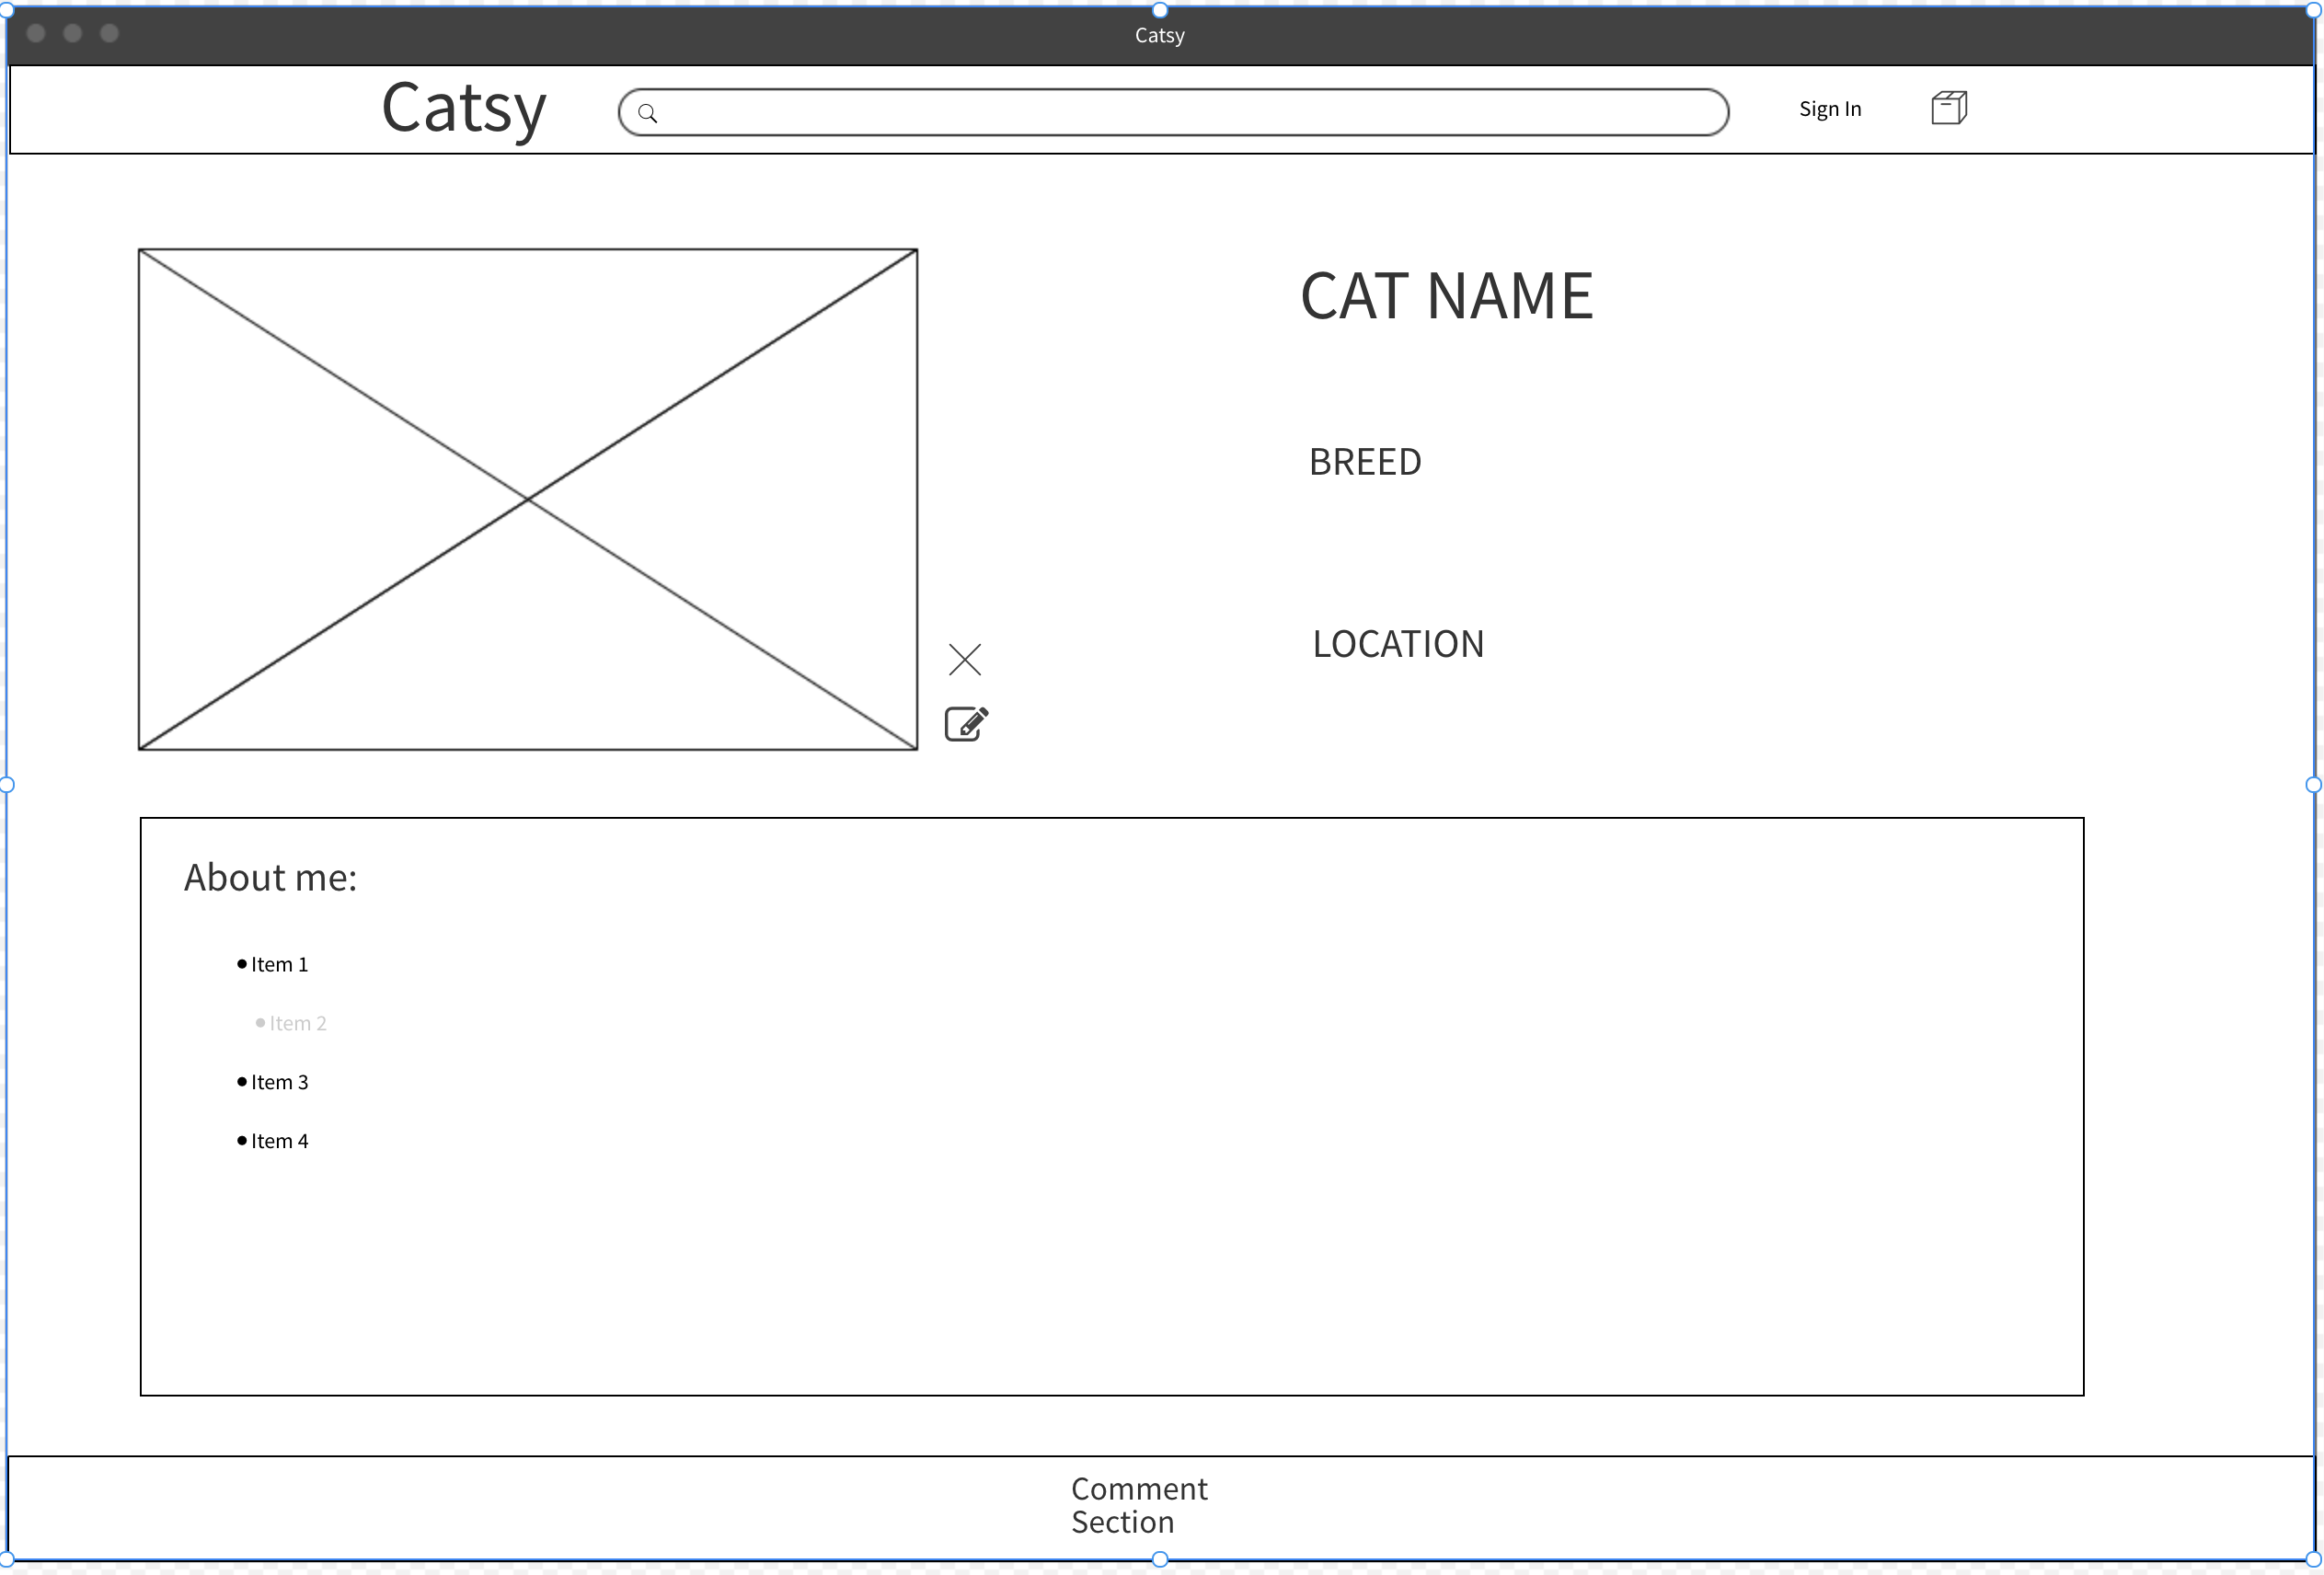 Catsy
Catsy
Sign In
CAT NAME
BREED
LOCATION
About me:
Item 1
Item 2
Item 3
Item 4
Comment
Section